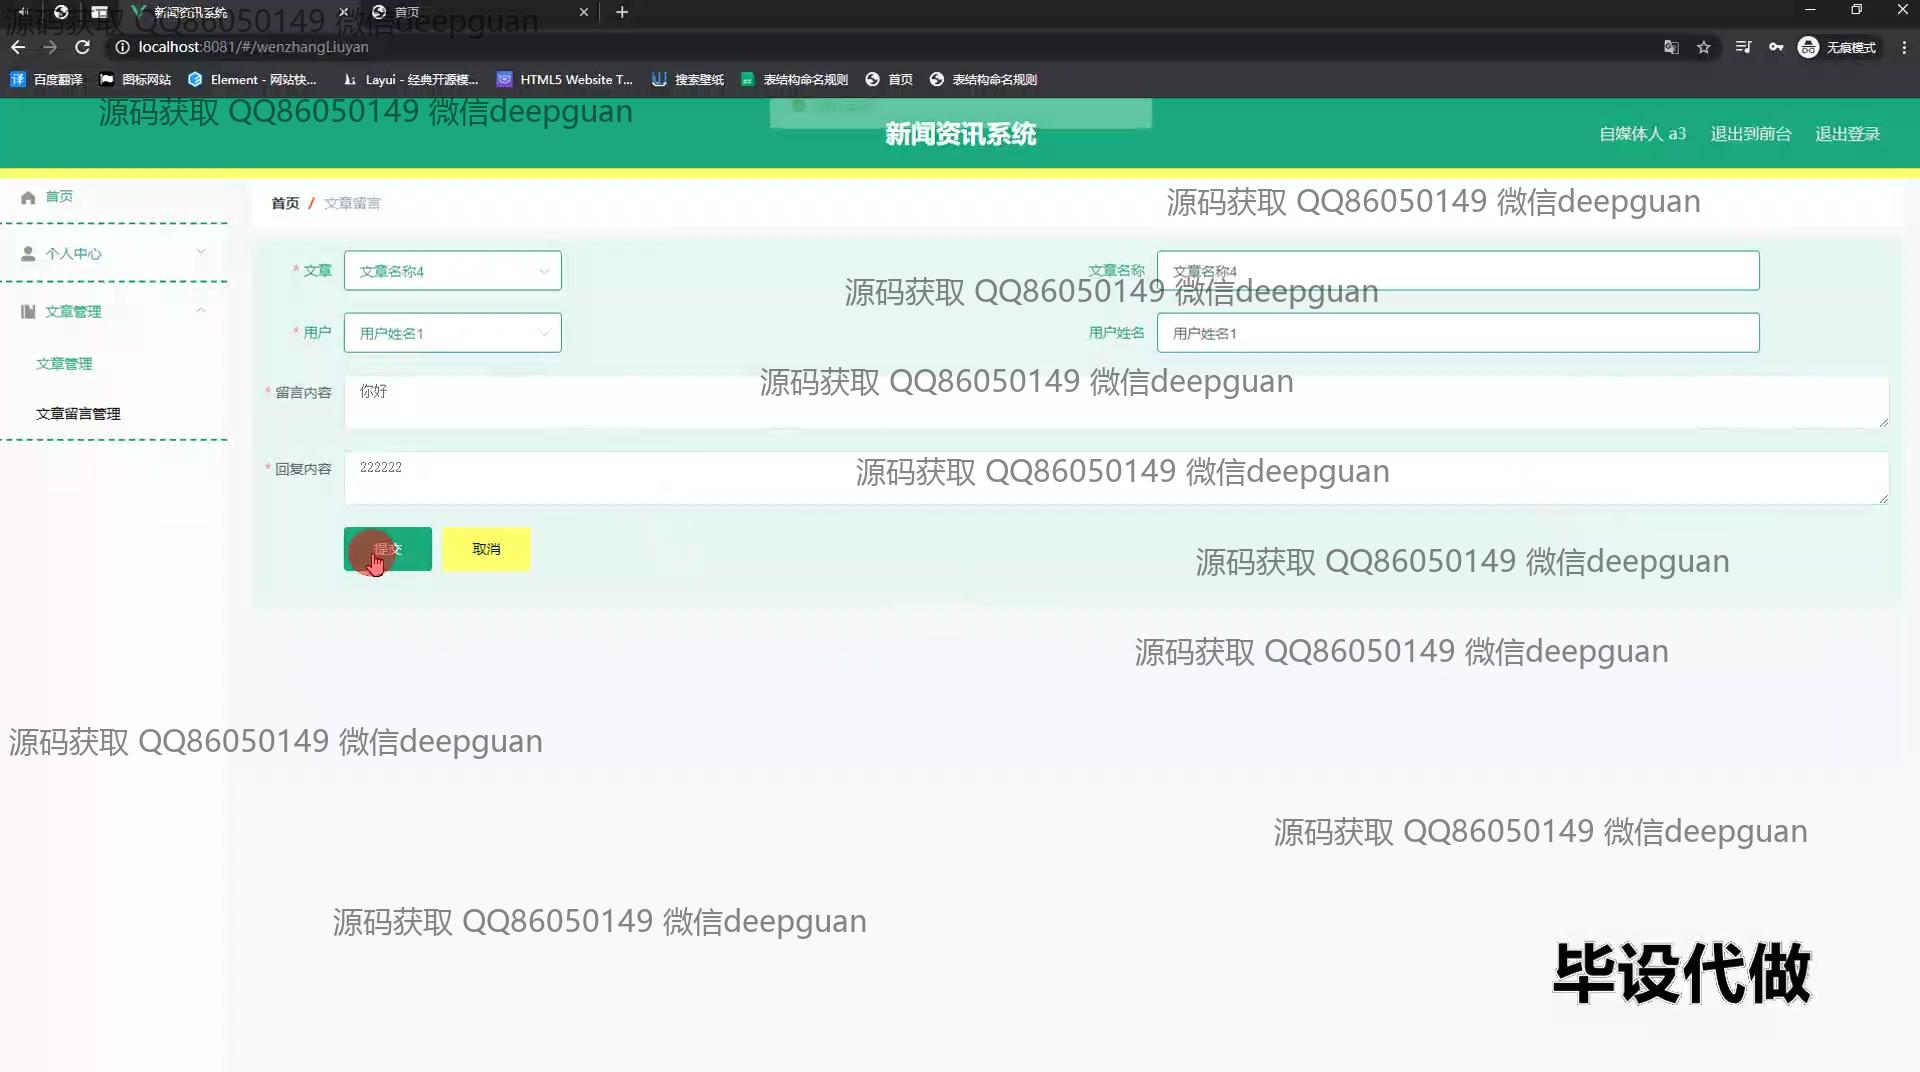 新闻资讯系统
首页
源码获取 QQ86050149 微信deepguan
localhost:8081/#/wenzhangLiuyan
无痕模式
百度翻译
图标网站
Element - 网站快...
Layui - 经典开源模...
HTML5 Website T...
搜索壁纸
表结构命名规则
首页
表结构命名规则
源码获取 QQ86050149 微信deepguan
新闻资讯系统
自媒体人 a3
退出到前台
退出登录
首页
首页 / 文章留言
源码获取 QQ86050149 微信deepguan
个人中心
* 文章
文章名称4
文章名称
文章名称4
源码获取 QQ86050149 微信deepguan
文章管理
* 用户
用户姓名1
用户姓名
用户姓名1
文章管理
* 留言内容
你好
源码获取 QQ86050149 微信deepguan
文章留言管理
* 回复内容
222222
源码获取 QQ86050149 微信deepguan
提交
取消
源码获取 QQ86050149 微信deepguan
源码获取 QQ86050149 微信deepguan
源码获取 QQ86050149 微信deepguan
源码获取 QQ86050149 微信deepguan
源码获取 QQ86050149 微信deepguan
毕设代做